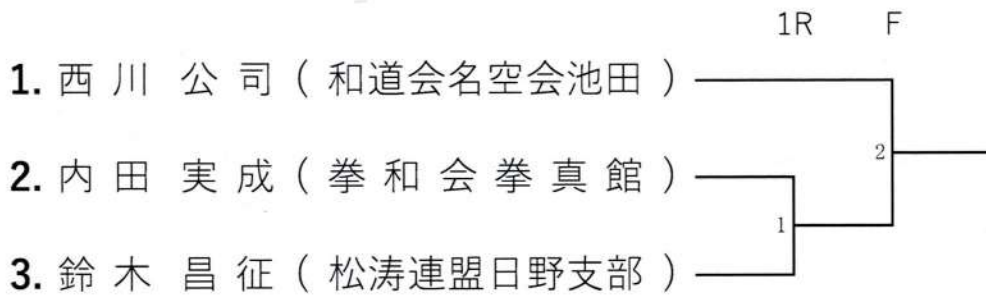 1R F
1. 西川 公司 ( 和道会名空会池田 )
2. 内田 実成 ( 拳和会拳真館 )
2
1
3. 鈴木 昌征 ( 松涛連盟日野支部 )